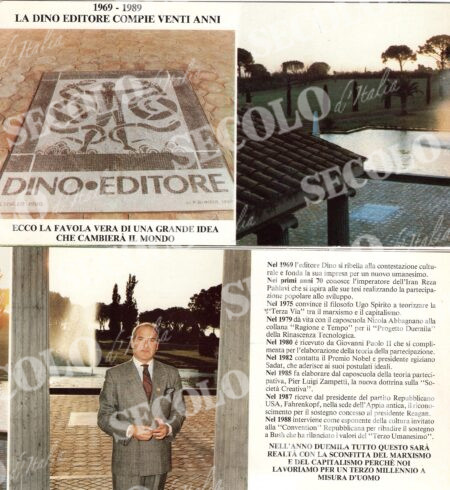 1969 - 1989
LA DINO EDITORE COMPIE VENTI ANNI
SECOLO
d'Italia
DINO•EDITORE
ECCO LA FAVOLA VERA DI UNA GRANDE IDEA
CHE CAMBIERÀ IL MONDO
Nel 1969 l'editore Dino si ribella alla contestazione cultu-
rale e fonda la sua impresa per un nuovo umanesimo.
Nei primi anni 70 conosce l'imperatore dell'Iran Reza
Pahlavi che si ispira alle sue tesi realizzando la partecipa-
zione popolare allo sviluppo.
Nel 1975 convince il filosofo Ugo Spirito a teorizzare la
"Terza Via" tra il marxismo e il capitalismo.
Nel 1979 dà vita con il caposcuola Nicola Abbagnano alla
collana "Ragione e Tempo" per il "Progetto Duemila"
della Rinascenza Tecnologica.
Nel 1980 è ricevuto da Giovanni Paolo II che si compli-
menta per l'elaborazione della teoria della partecipazione.
Nel 1982 contatta il Premio Nobel e presidente egiziano
Sadat, che aderisce ai suoi postulati ideali.
Nel 1985 fa elaborare dal caposcuola della teoria parteci-
pativa, Pier Luigi Zampetti, la nuova dottrina sulla "So-
cietà Creativa".
Nel 1987 riceve dal presidente del partito Repubblicano
USA, Fahrenkopf, nella sede dell'Appia antica, il ricono-
scimento per il sostegno concesso al presidente Reagan.
Nel 1988 interviene come esponente della cultura invitato
alla "Convention" Repubblicana per ribadire il sostegno
a Bush che ha rilanciato i valori del "Terzo Umanesimo".
NELL'ANNO DUEMILA TUTTO QUESTO SARÀ
REALTÀ CON LA SCONFITTA DEL MARXISMO
E DEL CAPITALISMO PERCHÉ NOI
LAVORIAMO PER UN TERZO MILLENNIO A
MISURA D'UOMO